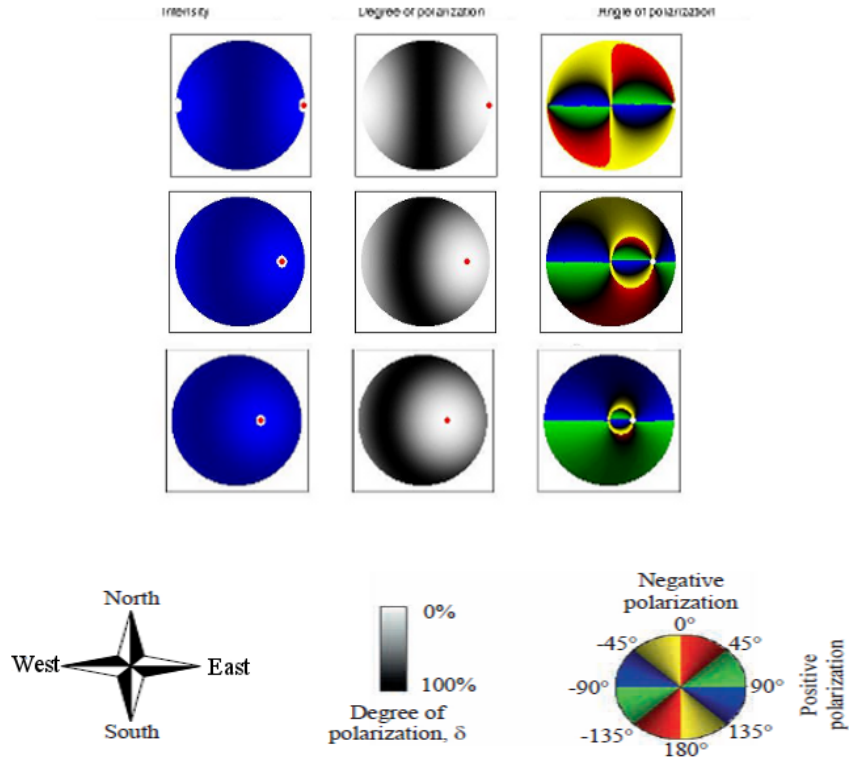 Intensity
Degree of polarization
Angle of polarization
North
West
East
South
0%
100%
Degree of
polarization, δ
Negative
polarization
0°
-45°
45°
-90°
90°
-135°
135°
180°
Positive
polarization